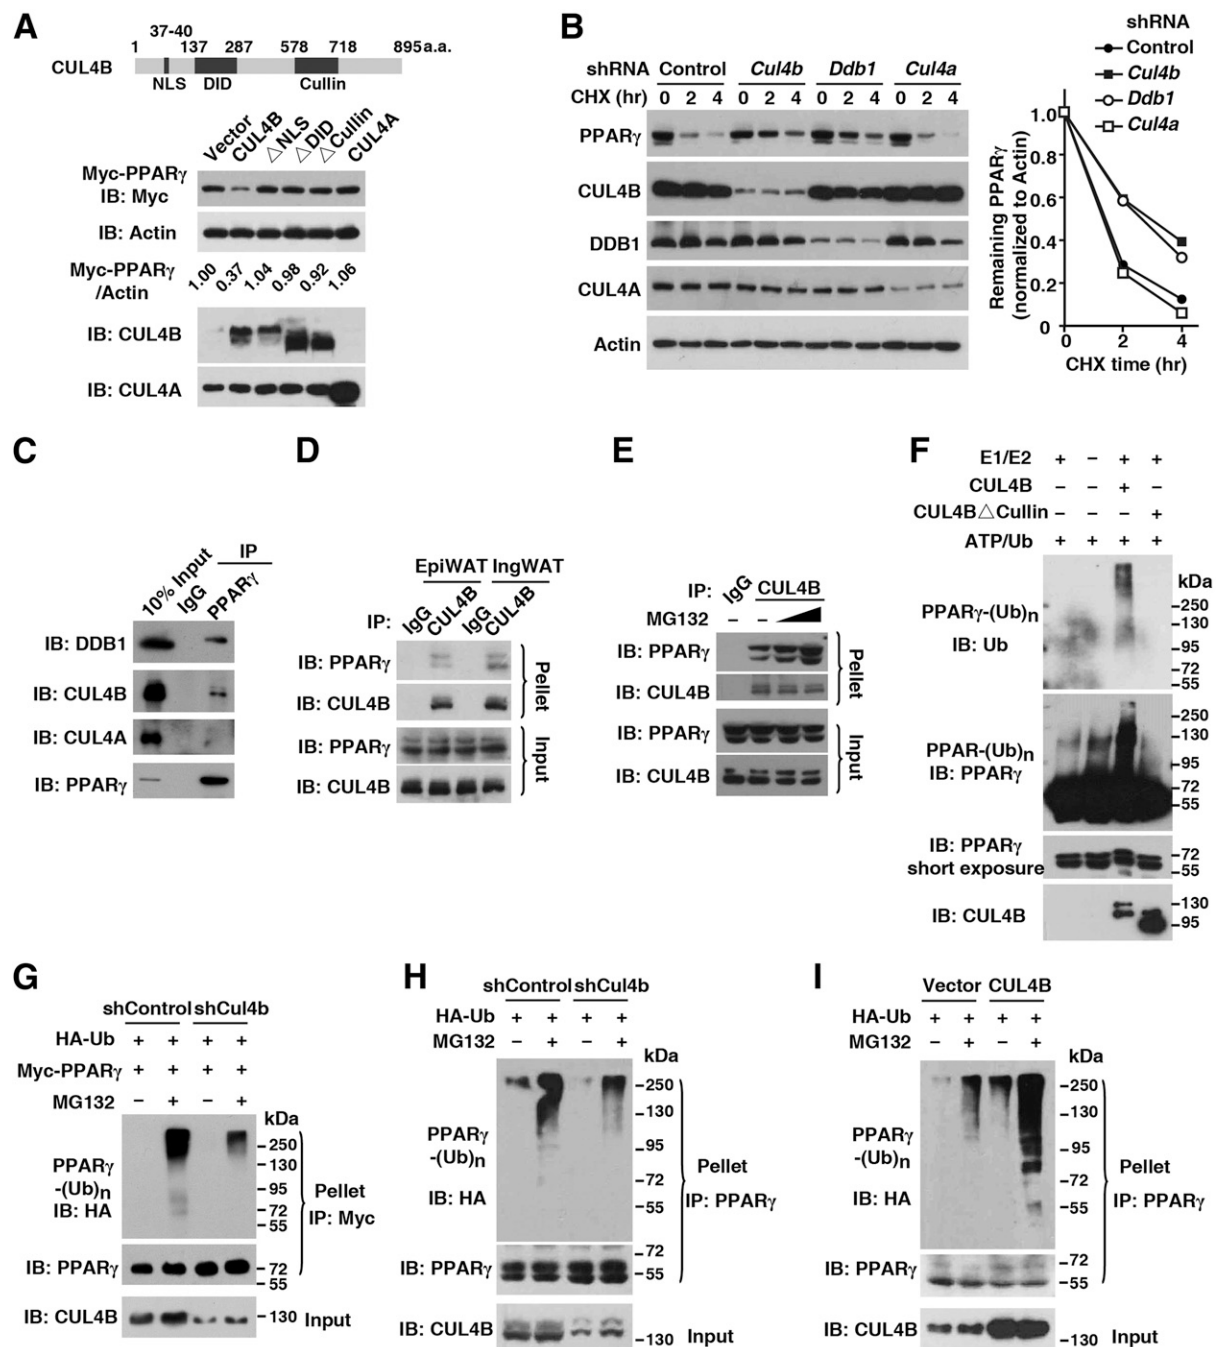 A
37-40
1 137 287 578 718 895a.a.
CUL4B
NLS DID Cullin
Vector CUL4B △NLS △DID △Cullin CUL4A
Myc-PPARγ
IB: Myc
IB: Actin
Myc-PPARγ
/Actin
1.00 0.37 1.04 0.98 0.92 1.06
IB: CUL4B
IB: CUL4A
B
shRNA Control Cul4b Ddb1 Cul4a
CHX (hr) 0 2 4 0 2 4 0 2 4 0 2 4
PPARγ
CUL4B
DDB1
CUL4A
Actin
shRNA
Control
Cul4b
Ddb1
Cul4a
Remaining PPARγ
(normalized to Actin)
1.0
0.8
0.6
0.4
0.2
0
0 2 4
CHX time (hr)
C
IP
10% Input IgG PPARγ
IB: DDB1
IB: CUL4B
IB: CUL4A
IB: PPARγ
D
EpiWAT IngWAT
IP: IgG CUL4B IgG CUL4B
IB: PPARγ
IB: CUL4B
Pellet
IB: PPARγ
IB: CUL4B
Input
E
IP: IgG CUL4B
MG132 – –
IB: PPARγ
IB: CUL4B
Pellet
IB: PPARγ
IB: CUL4B
Input
F
E1/E2 + – + +
CUL4B – – + –
CUL4B△Cullin – – – +
ATP/Ub + + + +
kDa
PPARγ-(Ub)n
IB: Ub
-250
-130
-95
-72
-55
PPAR-(Ub)n
IB: PPARγ
-250
-130
-95
-72
-55
IB: PPARγ
short exposure
-72
-55
IB: CUL4B
-130
-95
G
shControl shCul4b
HA-Ub + + + +
Myc-PPARγ + + + +
MG132 – + – +
kDa
PPARγ
-(Ub)n
IB: HA
- 250
- 130
- 95
- 72
- 55
Pellet
IP: Myc
IB: PPARγ
- 72
- 55
IB: CUL4B - 130 Input
H
shControl shCul4b
HA-Ub + + + +
MG132 – + – +
kDa
PPARγ
-(Ub)n
IB: HA
-250
-130
-95
-72
-55
Pellet
IP: PPARγ
IB: PPARγ
-72
-55
IB: CUL4B -130 Input
I
Vector CUL4B
HA-Ub + + + +
MG132 – + – +
kDa
PPARγ
-(Ub)n
IB: HA
-250
-130
-95
-72
-55
Pellet
IP: PPARγ
IB: PPARγ
-72
-55
IB: CUL4B -130 Input